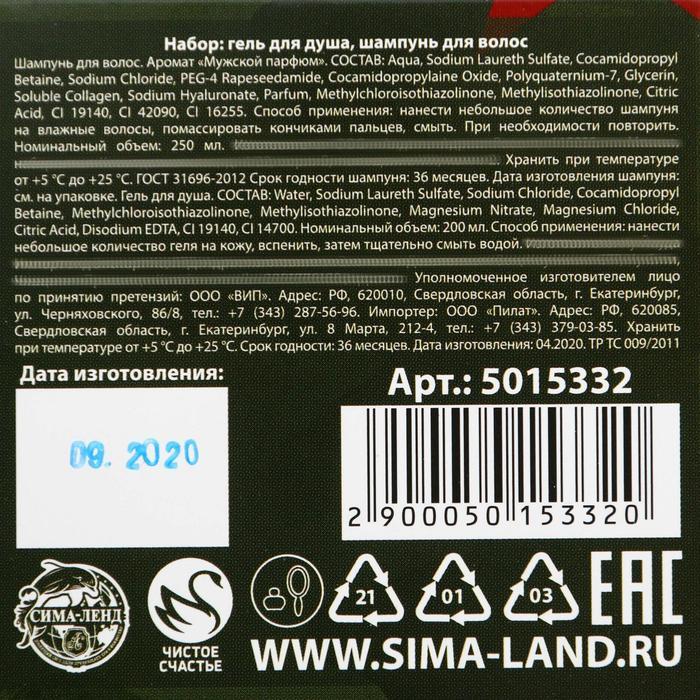 Набор: гель для душа, шампунь для волос
Шампунь для волос. Аромат «Мужской парфюм». СОСТАВ: Aqua, Sodium Laureth Sulfate, Cocamidopropyl
Betaine, Sodium Chloride, PEG-4 Rapeseedamide, Cocamidopropylaine Oxide, Polyquaternium-7, Glycerin,
Soluble Collagen, Sodium Hyaluronate, Parfum, Methylchloroisothiazolinone, Methylisothiazolinone, Citric
Acid, CI 19140, CI 42090, CI 16255. Способ применения: нанести небольшое количество шампуня
на влажные волосы, помассировать кончиками пальцев, смыть. При необходимости повторить.
Номинальный объем: 250 мл.
Хранить при температуре
от +5 °С до +25 °С. ГОСТ 31696-2012 Срок годности шампуня: 36 месяцев. Дата изготовления шампуня:
см. на упаковке. Гель для душа. СОСТАВ: Water, Sodium Laureth Sulfate, Sodium Chloride, Cocamidopropyl
Betaine, Methylchloroisothiazolinone, Methylisothiazolinone, Magnesium Nitrate, Magnesium Chloride,
Citric Acid, Disodium EDTA, CI 19140, CI 14700. Номинальный объем: 200 мл. Способ применения: нанести
небольшое количество геля на кожу, вспенить, затем тщательно смыть водой.
Уполномоченное изготовителем лицо
по принятию претензий: ООО «ВИП». Адрес: РФ, 620010, Свердловская область, г. Екатеринбург,
ул. Черняховского, 86/8, тел.: +7 (343) 287-56-96. Импортер: ООО «Пилат». Адрес: РФ, 620085,
Свердловская область, г. Екатеринбург, ул. 8 Марта, 212-4, тел.: +7 (343) 379-03-85. Хранить
при температуре от +5 °С до +25 °С. Срок годности: 36 месяцев. Дата изготовления: 04.2020. ТР ТС 009/2011
Дата изготовления:
09. 2020
Арт.: 5015332
2 900050 153320
СИМА-ЛЕНД
ЧИСТОЕ
СЧАСТЬЕ
21
01
03
EAC
WWW.SIMA-LAND.RU